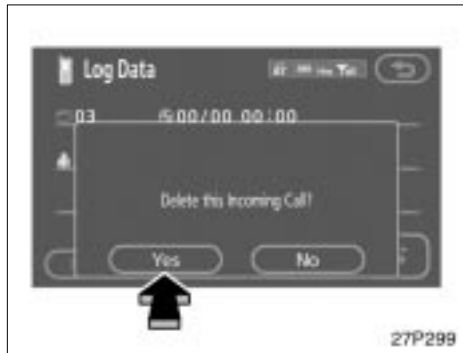 Log Data
03 00/00 00:00
Delete this Incoming Call?
Yes No
27P299